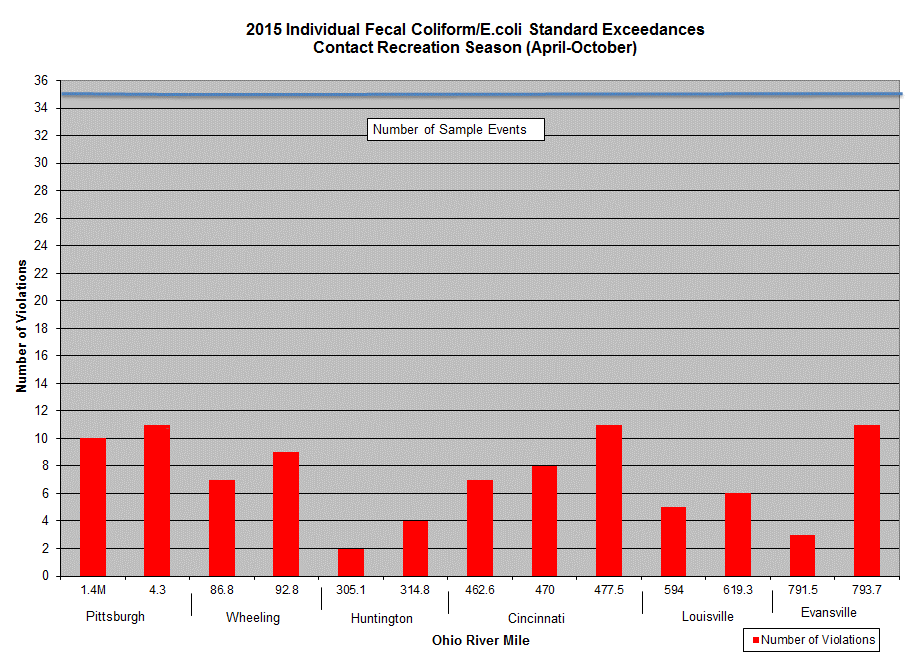 2015 Individual Fecal Coliform/E.coli Standard Exceedances
Contact Recreation Season (April-October)
36
34
32
30
28
26
24
22
20
18
16
14
12
10
8
6
4
2
0
Number of Violations
Number of Sample Events
1.4M 4.3 86.8 92.8 305.1 314.8 462.6 470 477.5 594 619.3 791.5 793.7
Pittsburgh Wheeling Huntington Cincinnati Louisville Evansville
Ohio River Mile
Number of Violations